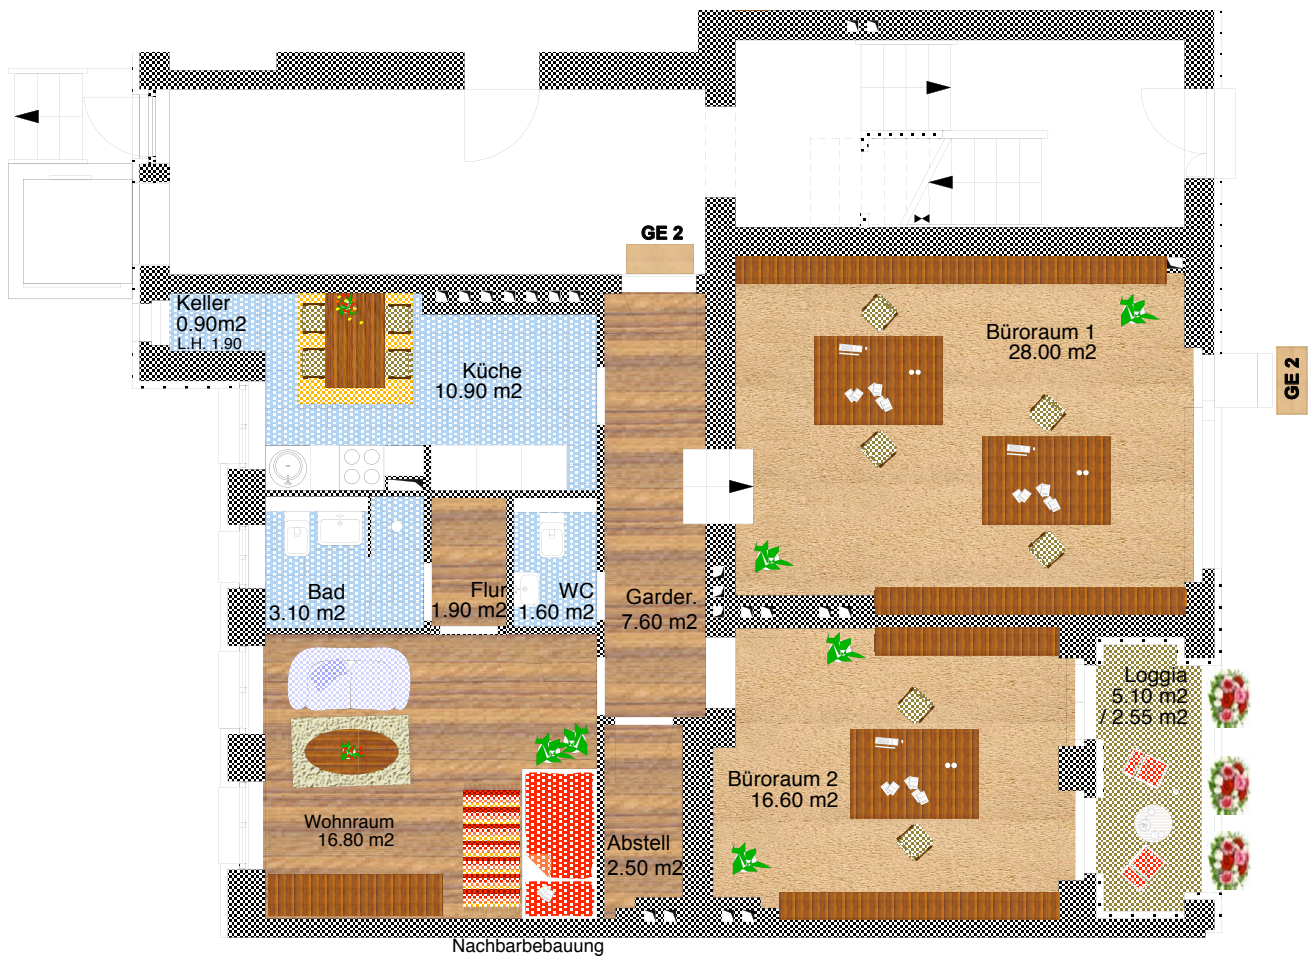 GE 2
Keller
0.90m2
L.H. 1.90
Küche
10.90 m2
Büroraum 1
28.00 m2
GE 2
Bad
3.10 m2
Flur
1.90 m2
WC
1.60 m2
Garder.
7.60 m2
Loggia
5.10 m2
/ 2.55 m2
Büroraum 2
16.60 m2
Wohnraum
16.80 m2
Abstell
2.50 m2
Nachbarbebauung